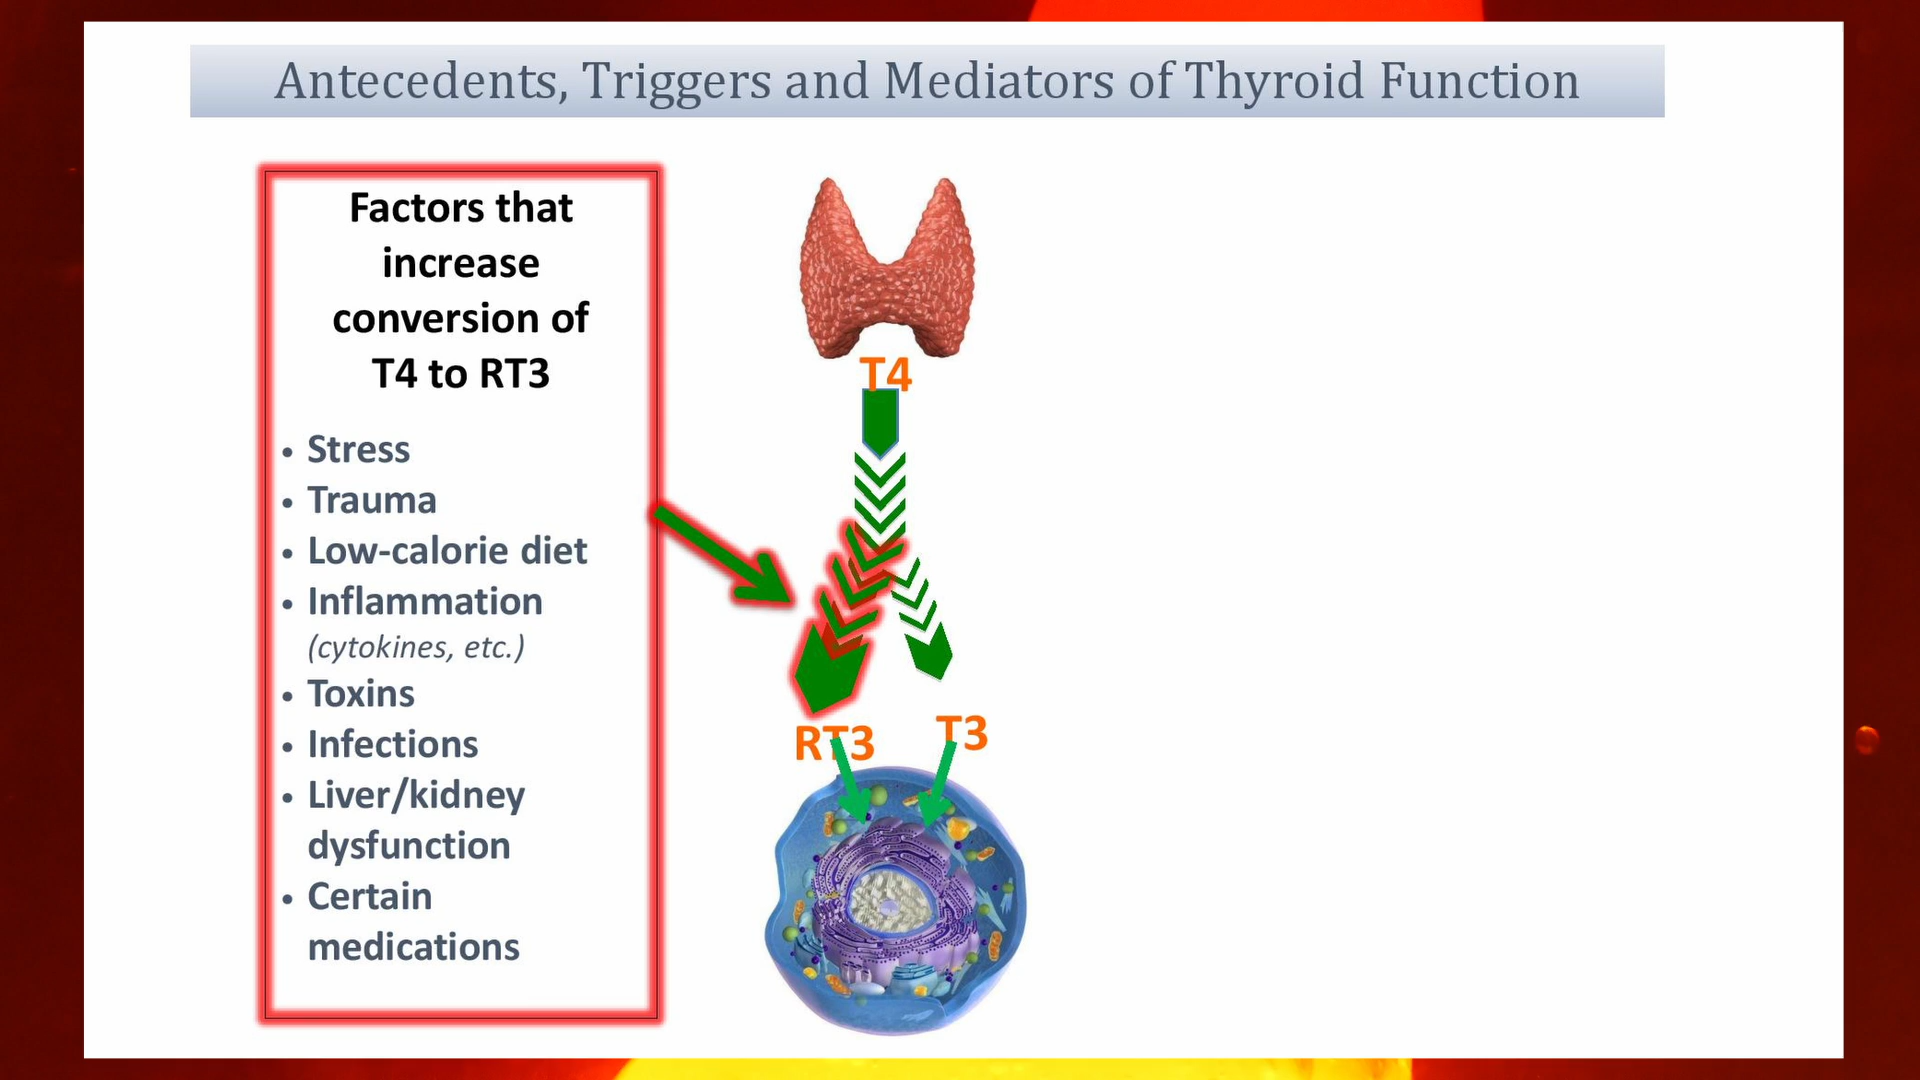 Antecedents, Triggers and Mediators of Thyroid Function
Factors that
increase
conversion of
T4 to RT3
• Stress
• Trauma
• Low-calorie diet
• Inflammation
(cytokines, etc.)
• Toxins
• Infections
• Liver/kidney
dysfunction
• Certain
medications
T4
RT3
T3